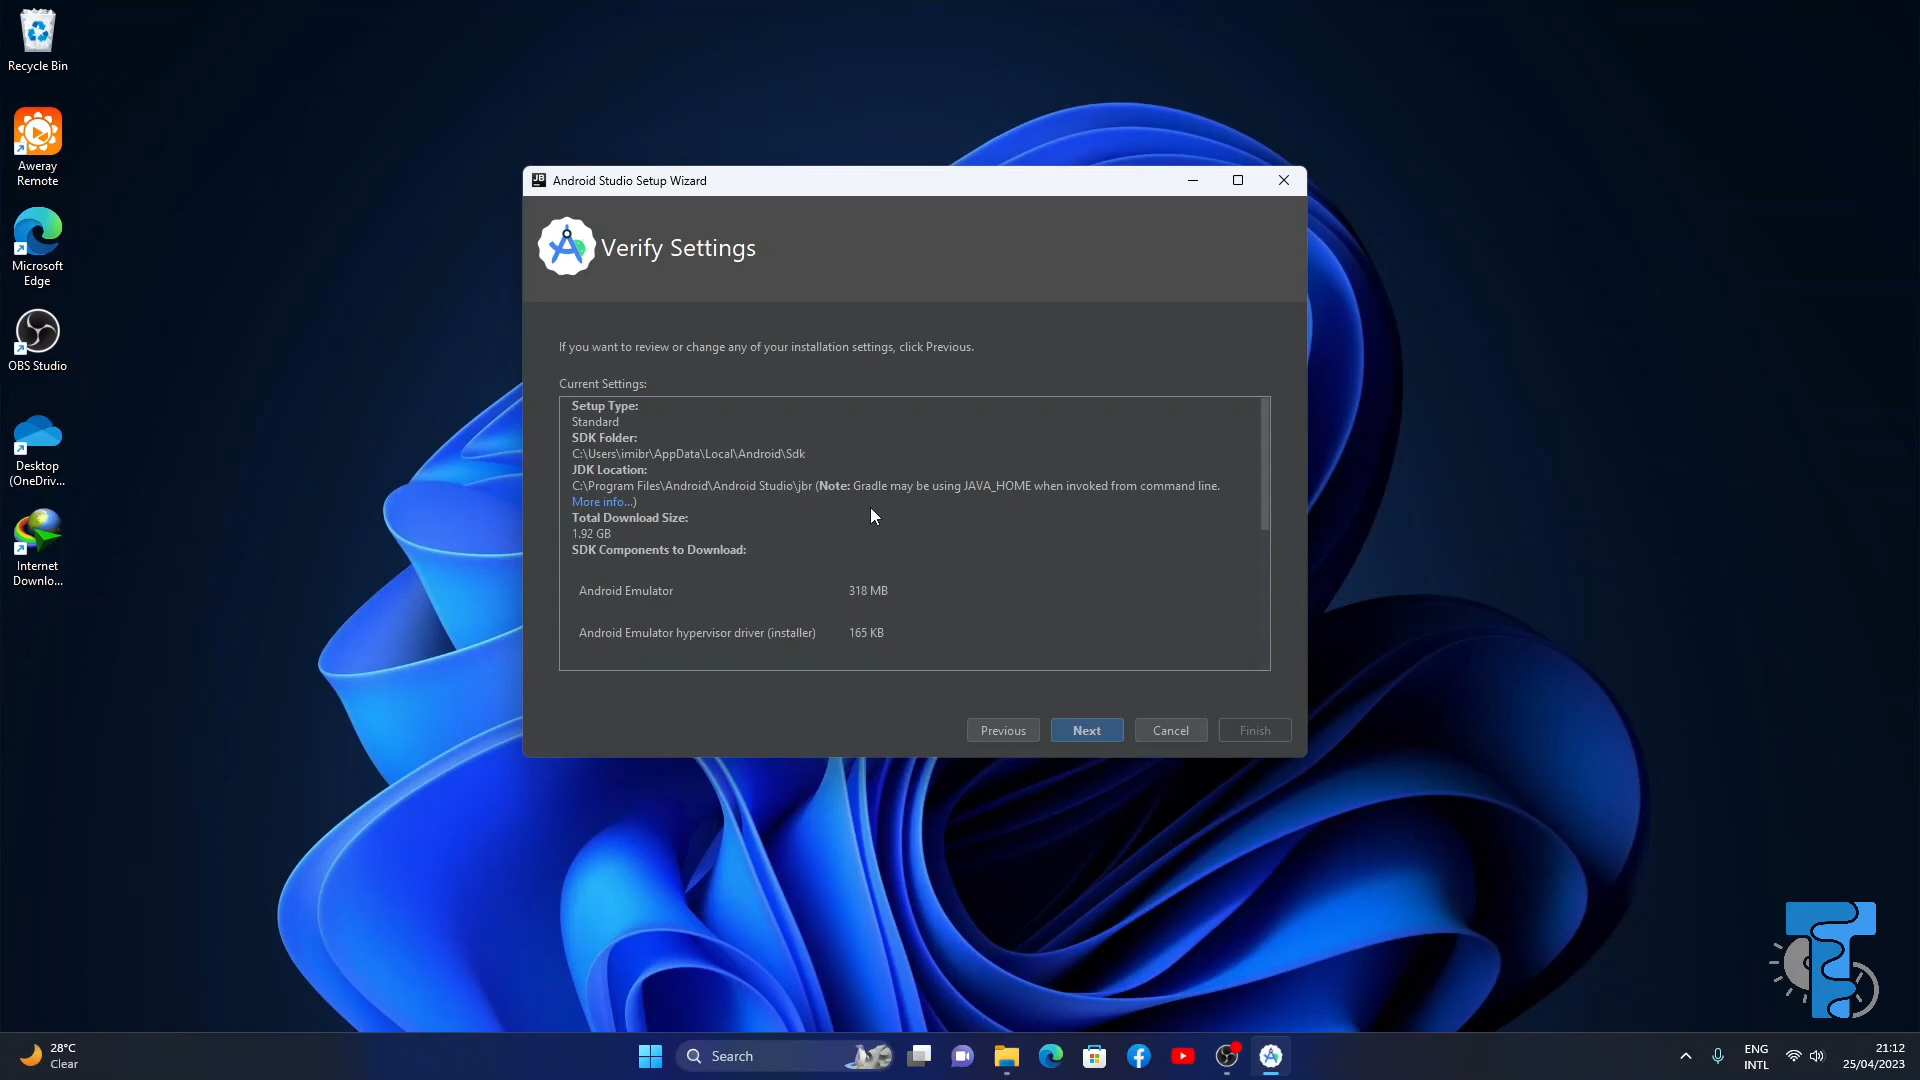 Recycle Bin
Aweray
Remote
Microsoft
Edge
OBS Studio
Desktop
(OneDriv...
Internet
Downlo...
JB
Android Studio Setup Wizard
Verify Settings
If you want to review or change any of your installation settings, click Previous.
Current Settings:
Setup Type:
Standard
SDK Folder:
C:\Users\imibr\AppData\Local\Android\Sdk
JDK Location:
C:\Program Files\Android\Android Studio\jbr (Note: Gradle may be using JAVA_HOME when invoked from command line.
More info...)
Total Download Size:
1.92 GB
SDK Components to Download:
Android Emulator 318 MB
Android Emulator hypervisor driver (installer) 165 KB
Previous Next Cancel Finish
28°C
Clear
Search
ENG
INTL
21:12
25/04/2023